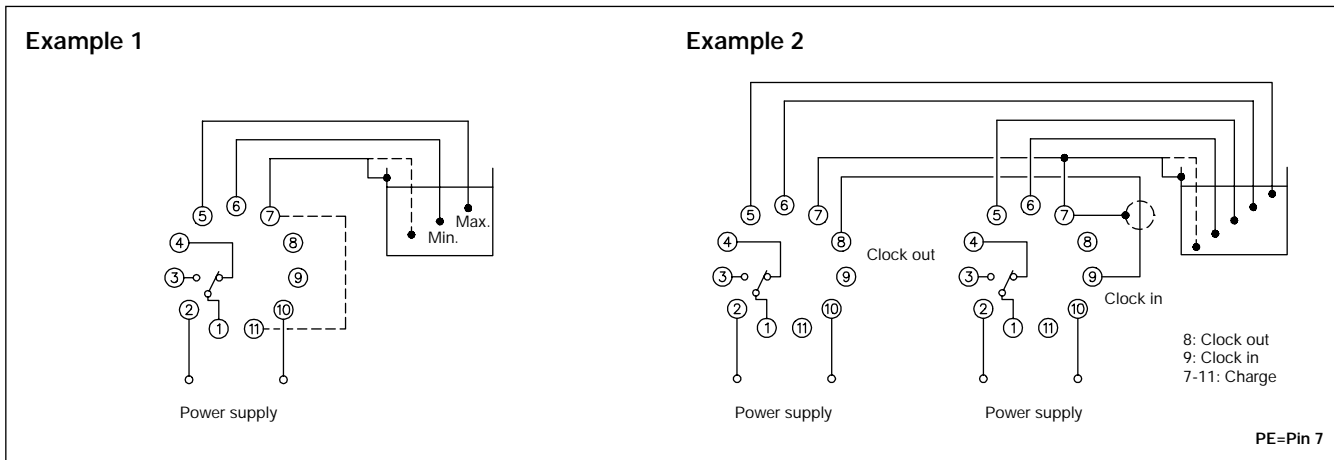 Example 1
5
6
7
4
8
3
9
2
10
1
11
Max.
Min.
Power supply
Example 2
5
6
7
4
8
3
9
2
10
1
11
Clock out
Power supply
5
6
7
4
8
3
9
2
10
1
11
Clock in
Power supply
8: Clock out
9: Clock in
7-11: Charge
PE=Pin 7